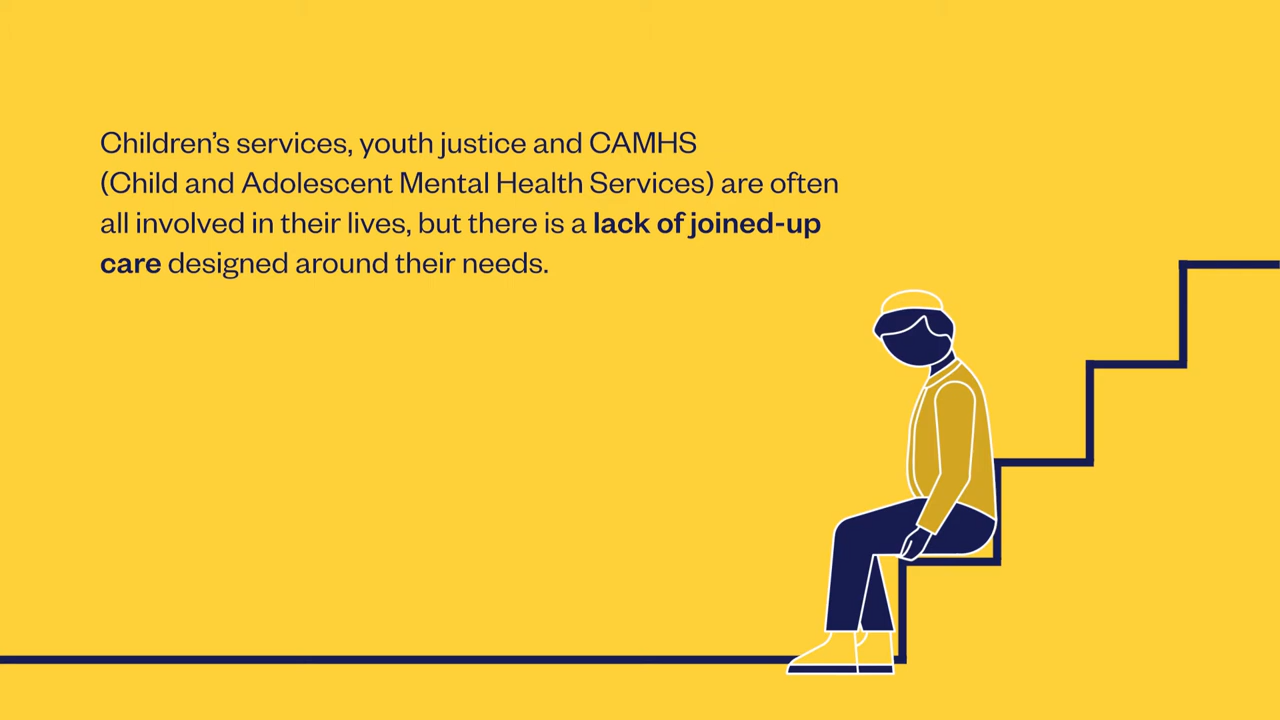 Children’s services, youth justice and CAMHS
(Child and Adolescent Mental Health Services) are often
all involved in their lives, but there is a lack of joined-up
care designed around their needs.